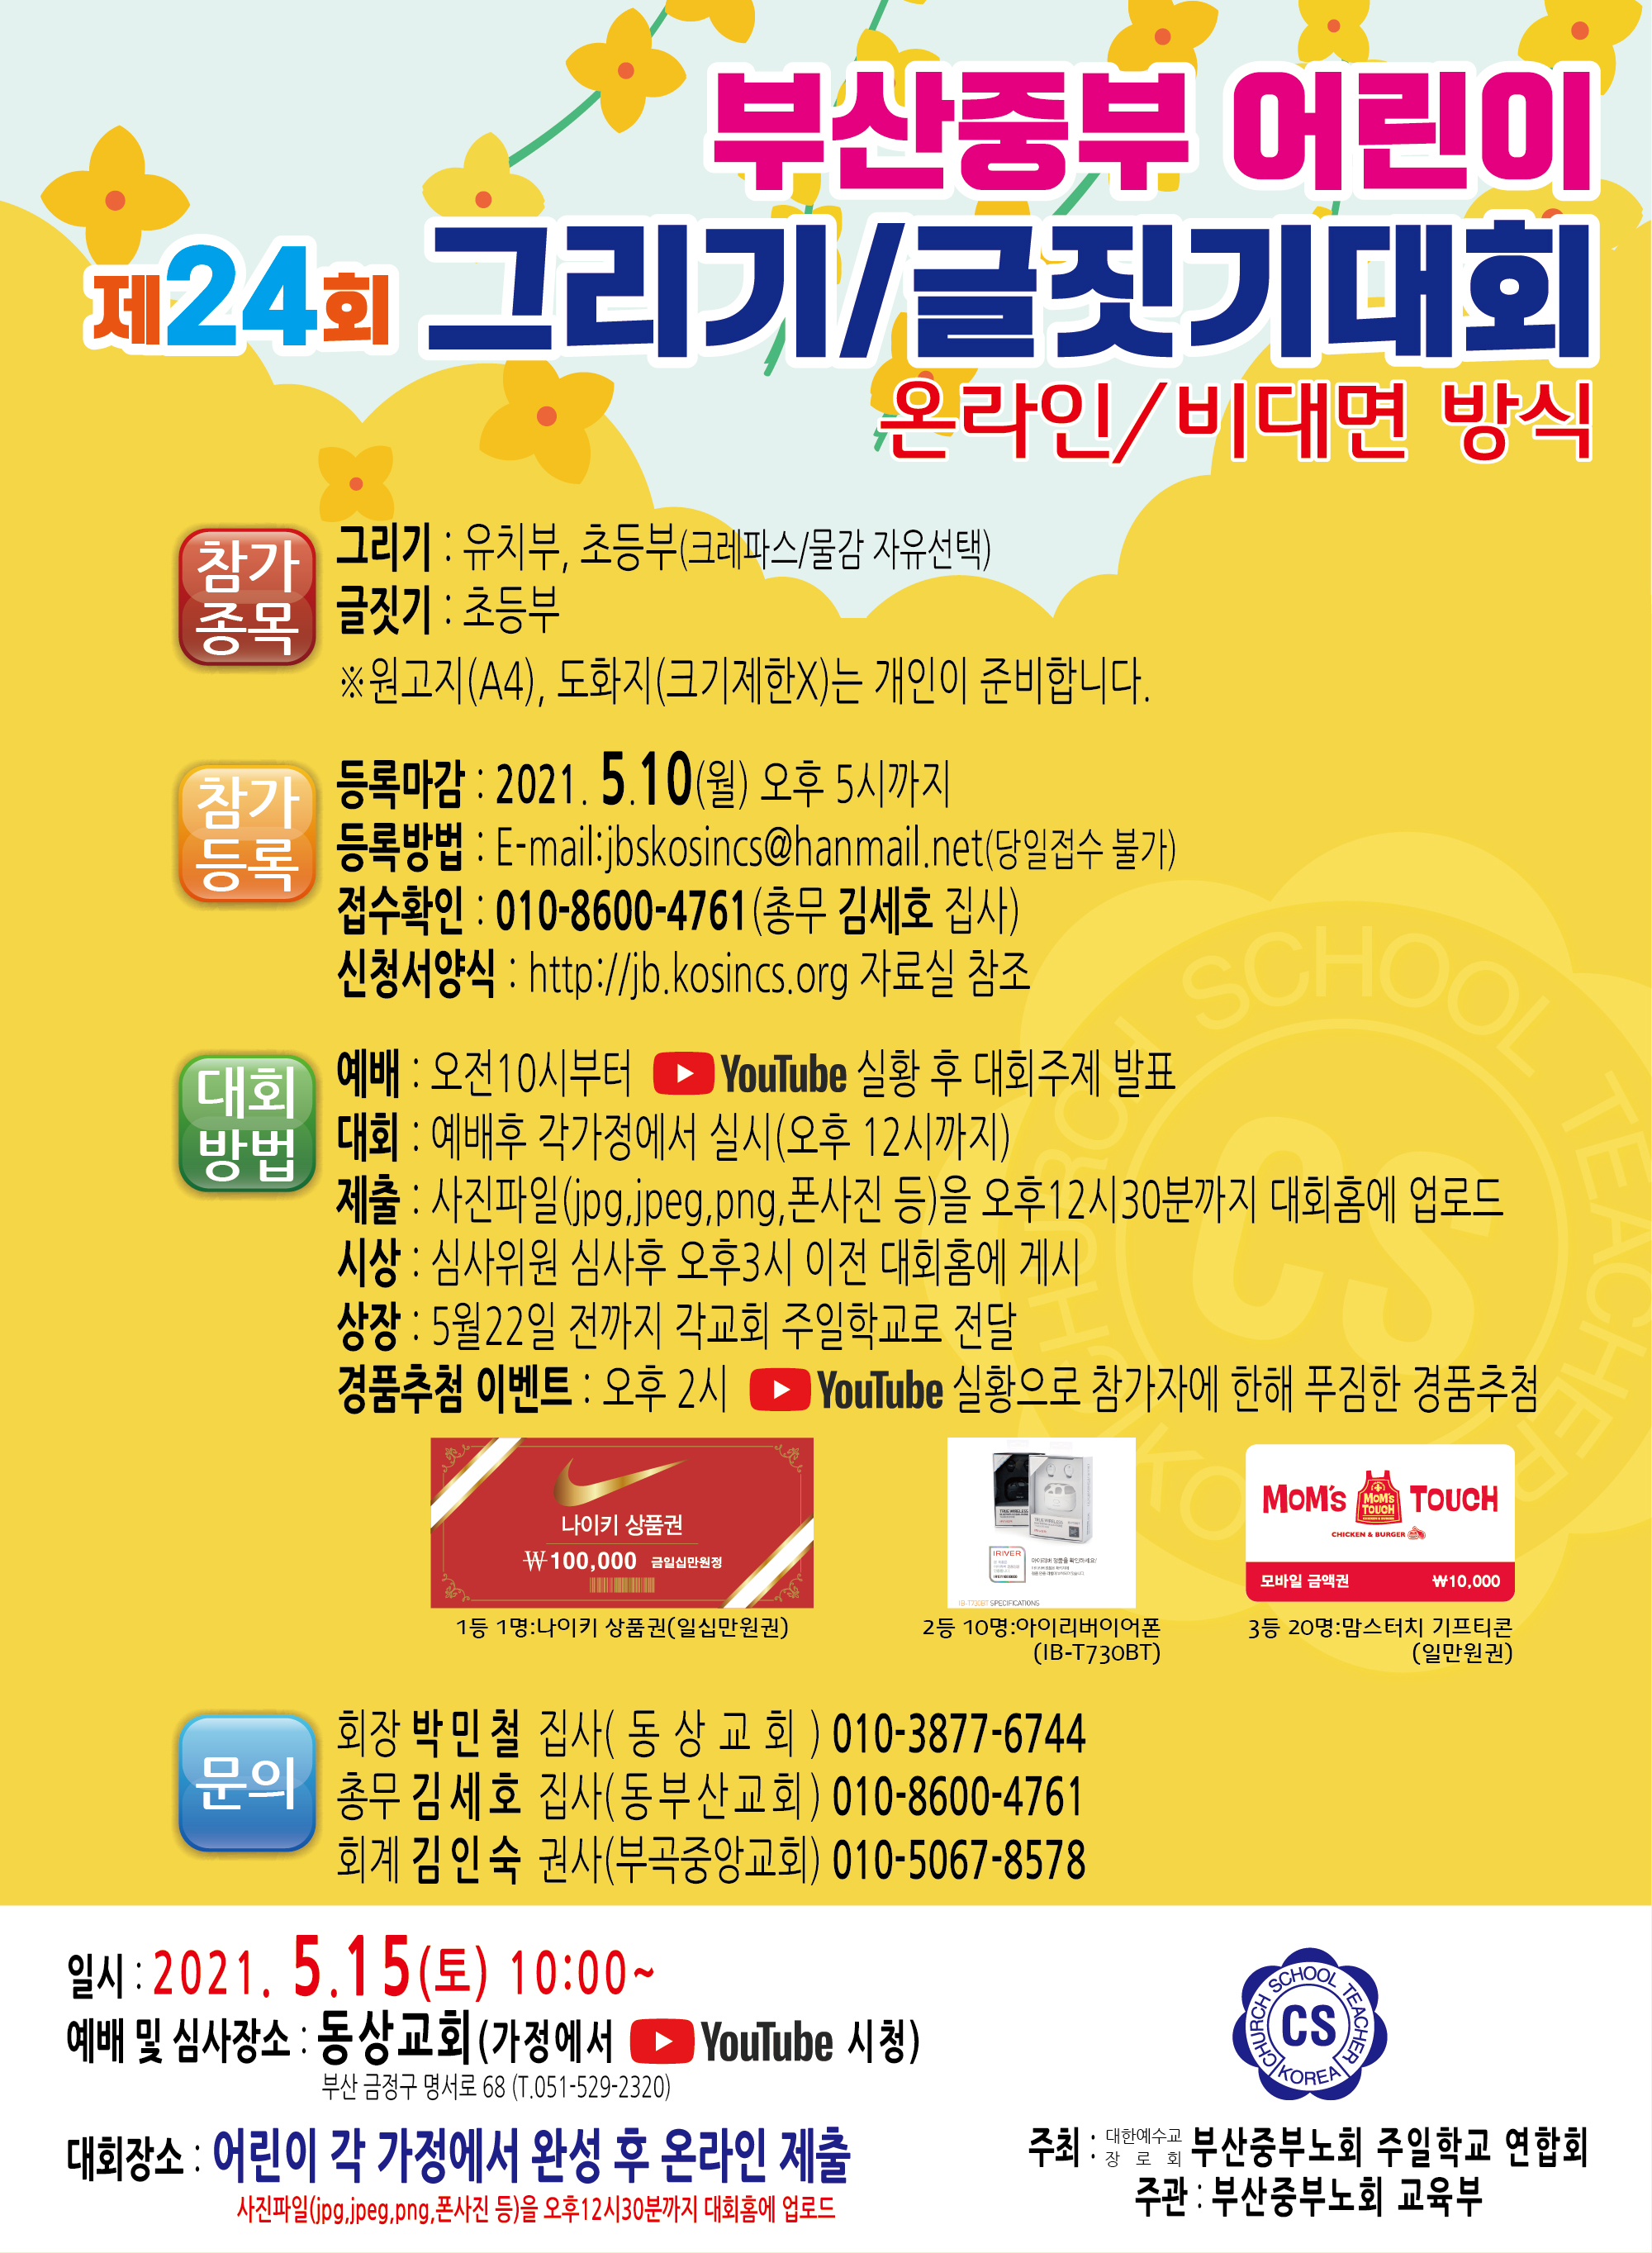 부산중부 어린이
제24회 그리기/글짓기대회
온라인/비대면 방식
참가
종목
그리기 : 유치부, 초등부(크레파스/물감 자유선택)
글짓기 : 초등부
※원고지(A4), 도화지(크기제한X)는 개인이 준비합니다.
참가
등록
등록마감 : 2021. 5.10(월) 오후 5시까지
등록방법 : E-mail:jbskosincs@hanmail.net(당일접수 불가)
접수확인 : 010-8600-4761(총무 김세호 집사)
신청서양식 : http://jb.kosincs.org 자료실 참조
대회
방법
예배 : 오전10시부터 YouTube 실황 후 대회주제 발표
대회 : 예배후 각가정에서 실시(오후 12시까지)
제출 : 사진파일(jpg,jpeg,png,폰사진 등)을 오후12시30분까지 대회홈에 업로드
시상 : 심사위원 심사후 오후3시 이전 대회홈에 게시
상장 : 5월22일 전까지 각교회 주일학교로 전달
경품추첨 이벤트 : 오후 2시 YouTube 실황으로 참가자에 한해 푸짐한 경품추첨
나이키 상품권
₩100,000 금일십만원정
IRIVER
아이리버 정품을 확인하세요!
IB-T730BT SPECIFICATIONS
MOM'S MOM'S TOUCH TOUCH
CHICKEN & BURGER
모바일 금액권 ₩10,000
1등 1명:나이키 상품권(일십만원권)
2등 10명:아이리버이어폰
(IB-T730BT)
3등 20명:맘스터치 기프티콘
(일만원권)
CHURCH SCHOOL TEACHER KOREA
CS
문의
회장 박민철 집사( 동 상 교 회 ) 010-3877-6744
총무 김세호 집사(동부산교회) 010-8600-4761
회계 김인숙 권사(부곡중앙교회) 010-5067-8578
일시 : 2021. 5.15(토) 10:00~
예배 및 심사장소 : 동상교회(가정에서 YouTube 시청)
부산 금정구 명서로 68 (T.051-529-2320)
대회장소 : 어린이 각 가정에서 완성 후 온라인 제출
사진파일(jpg,jpeg,png,폰사진 등)을 오후12시30분까지 대회홈에 업로드
CHURCH SCHOOL TEACHER KOREA
CS
주최 : 대한예수교 장 로 회 부산중부노회 주일학교 연합회
주관 : 부산중부노회 교육부